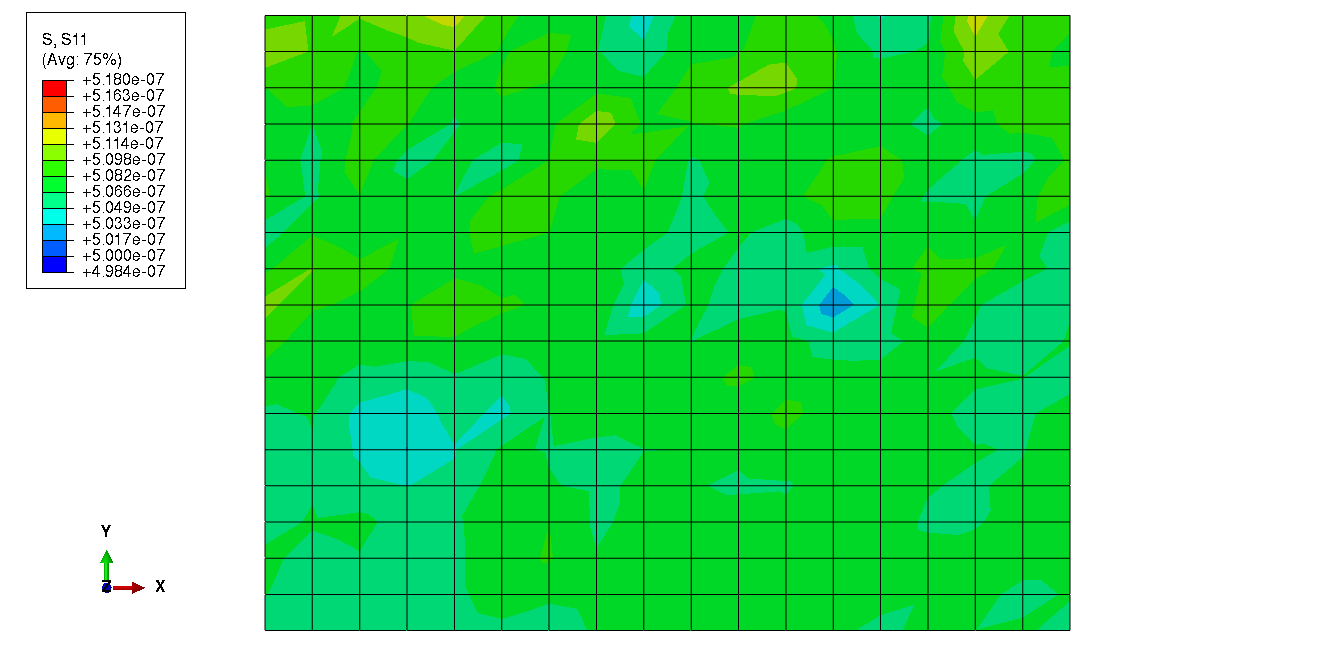 S, S11
(Avg: 75%)
+5.180e-07
+5.163e-07
+5.147e-07
+5.131e-07
+5.114e-07
+5.098e-07
+5.082e-07
+5.066e-07
+5.049e-07
+5.033e-07
+5.017e-07
+5.000e-07
+4.984e-07
Y
Z X